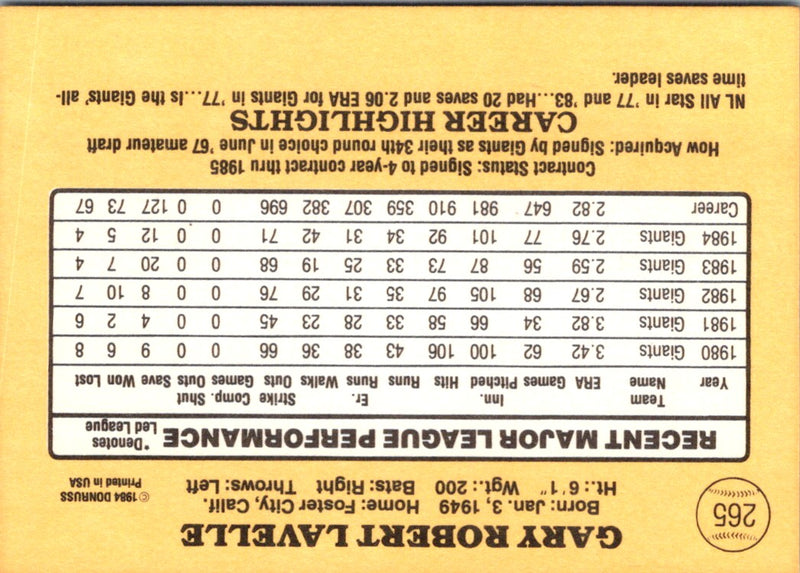 265
GARY ROBERT LAVELLE
Born: Jan. 3, 1949 Home: Foster City, Calif.
Ht.: 6'1" Wgt.: 200 Bats: Right Throws: Left
©1984 DONRUSS
Printed in USA
RECENT MAJOR LEAGUE PERFORMANCE
*Denotes
Led League
Year Team Name ERA Games Inn. Pitched Hits Runs Er. Runs Walks Strike Outs Comp. Games Shut Outs Save Won Lost
1980 Giants 3.42 62 100 106 43 38 36 66 0 0 9 6 8
1981 Giants 3.82 34 66 58 33 28 23 45 0 0 4 2 6
1982 Giants 2.67 68 105 97 35 31 29 76 0 0 8 10 7
1983 Giants 2.59 56 87 73 33 25 19 68 0 0 20 7 4
1984 Giants 2.76 77 101 92 34 31 42 71 0 0 12 5 4
Career 2.82 647 981 910 359 307 382 696 0 0 127 73 67
Contract Status: Signed to 4-year contract thru 1985
How Acquired: Signed by Giants as their 34th round choice in June '67 amateur draft
CAREER HIGHLIGHTS
NL All Star in '77 and '83...Had 20 saves and 2.06 ERA for Giants in '77...Is the Giants' all-
time saves leader.